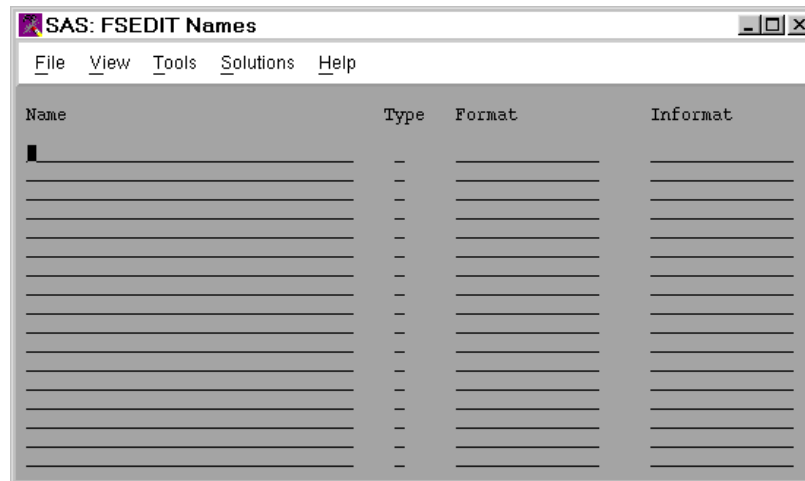 SAS: FSEDIT Names
File View Tools Solutions Help
Name Type Format Informat